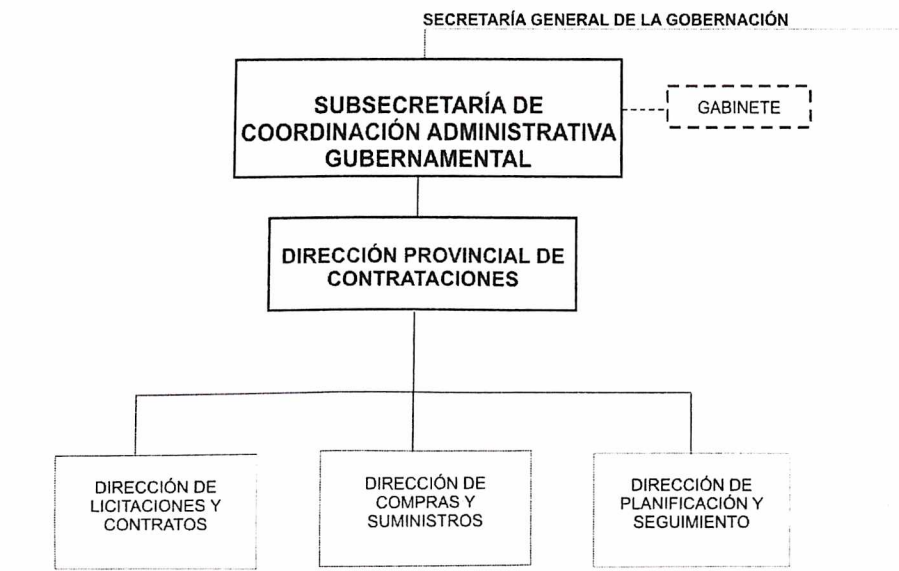 SECRETARÍA GENERAL DE LA GOBERNACIÓN
SUBSECRETARÍA DE
COORDINACIÓN ADMINISTRATIVA
GUBERNAMENTAL
GABINETE
DIRECCIÓN PROVINCIAL DE
CONTRATACIONES
DIRECCIÓN DE
LICITACIONES Y
CONTRATOS
DIRECCIÓN DE
COMPRAS Y
SUMINISTROS
DIRECCIÓN DE
PLANIFICACIÓN Y
SEGUIMIENTO